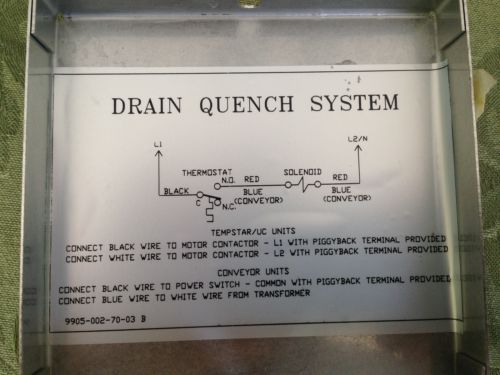 DRAIN QUENCH SYSTEM
L1
L2/N
THERMOSTAT
SOLENOID
N.O.
RED
RED
BLACK
C
N.C.
BLUE
(CONVEYOR)
BLUE
(CONVEYOR)
TEMPSTAR/UC UNITS
CONNECT BLACK WIRE TO MOTOR CONTACTOR - L1 WITH PIGGYBACK TERMINAL PROVIDED
CONNECT WHITE WIRE TO MOTOR CONTACTOR - L2 WITH PIGGYBACK TERMINAL PROVIDED
CONVEYOR UNITS
CONNECT BLACK WIRE TO POWER SWITCH - COMMON WITH PIGGYBACK TERMINAL PROVIDED
CONNECT BLUE WIRE TO WHITE WIRE FROM TRANSFORMER
9905-002-70-03 B